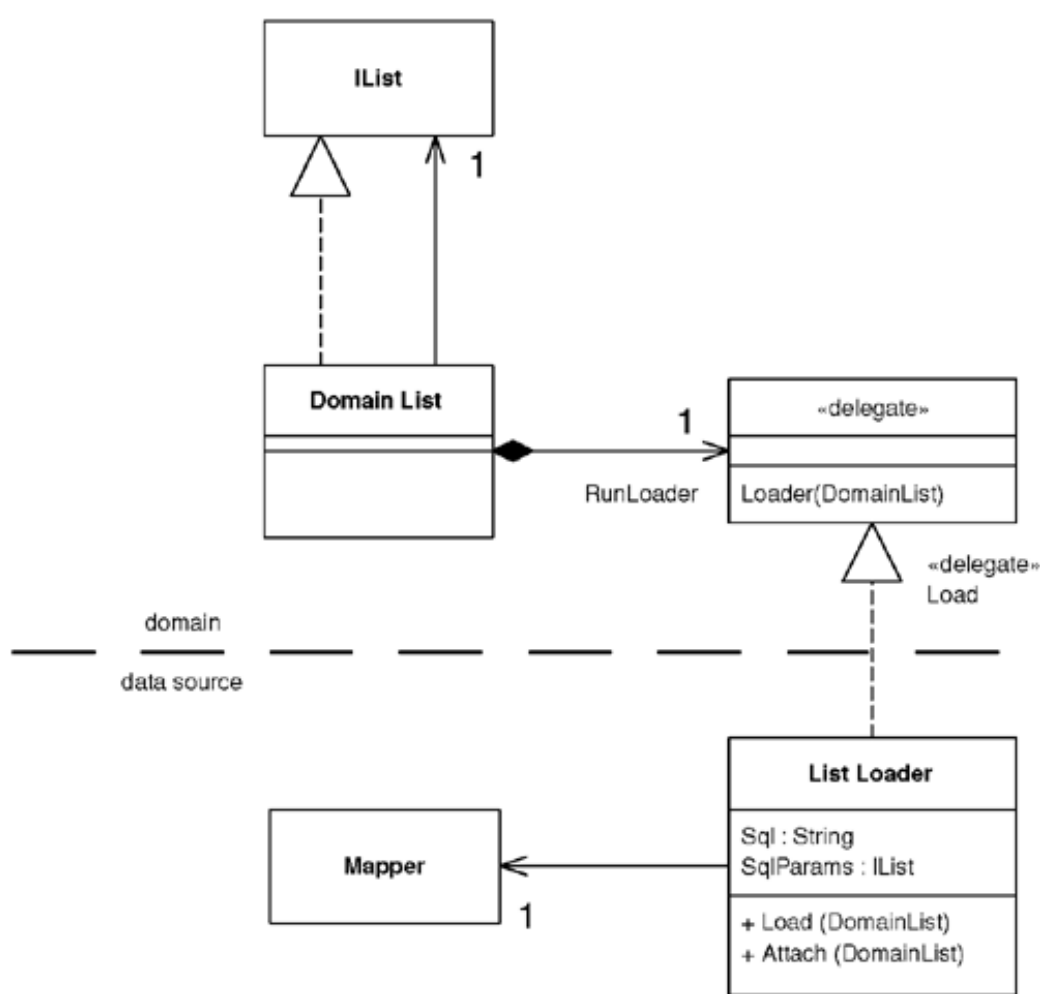 IList
1
Domain List
1
«delegate»
RunLoader
Loader(DomainList)
«delegate»
Load
domain
data source
List Loader
Sql : String
SqlParams : IList
Mapper
1
+ Load (DomainList)
+ Attach (DomainList)